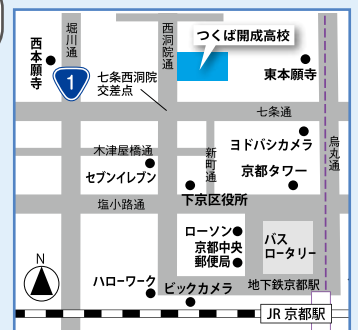 堀川通
西洞院通
つくば開成高校
西本願寺
1
七条西洞院
交差点
東本願寺
七条通
ヨドバシカメラ
烏丸通
木津屋橋通
新町通
セブンイレブン
京都タワー
下京区役所
塩小路通
ローソン
京都中央
郵便局
バス
ロータリー
N
ハローワーク
ビックカメラ
地下鉄京都駅
JR 京都駅